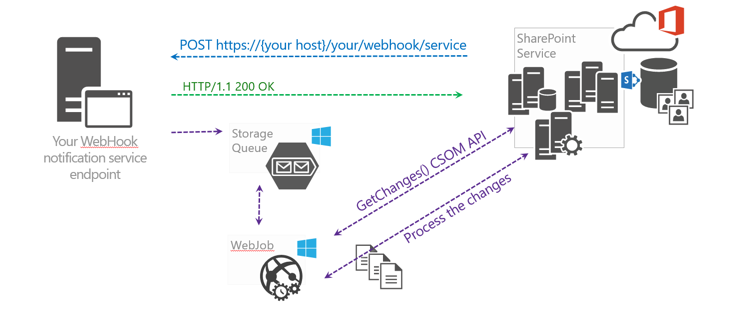 POST https://{your host}/your/webhook/service
SharePoint
Service
HTTP/1.1 200 OK
S
Your WebHook
notification service
endpoint
Storage
Queue
GetChanges() CSOM API
Process the changes
WebJob